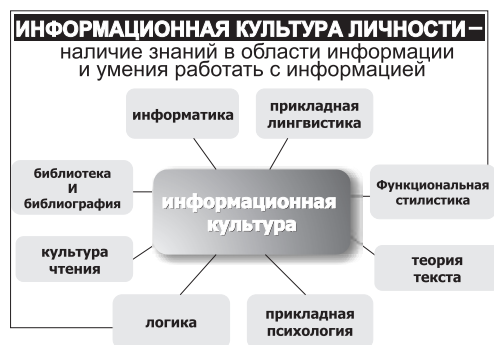 ИНФОРМАЦИОННАЯ КУЛЬТУРА ЛИЧНОСТИ –
наличие знаний в области информации
и умения работать с информацией
информатика
прикладная
лингвистика
библиотека
И
библиография
Функциональная
стилистика
информационная
культура
культура
чтения
теория
текста
логика
прикладная
психология